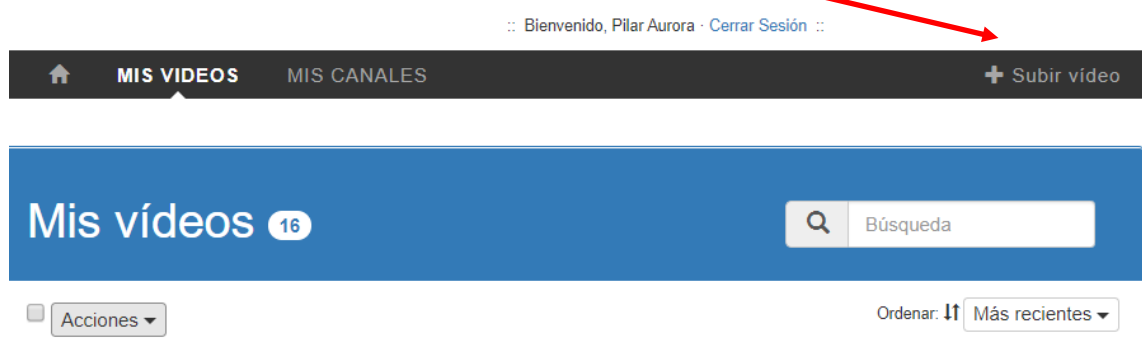 :: Bienvenido, Pilar Aurora · Cerrar Sesión ::
MIS VIDEOS MIS CANALES + Subir vídeo
Mis vídeos 16 Búsqueda
Acciones Ordenar: Más recientes